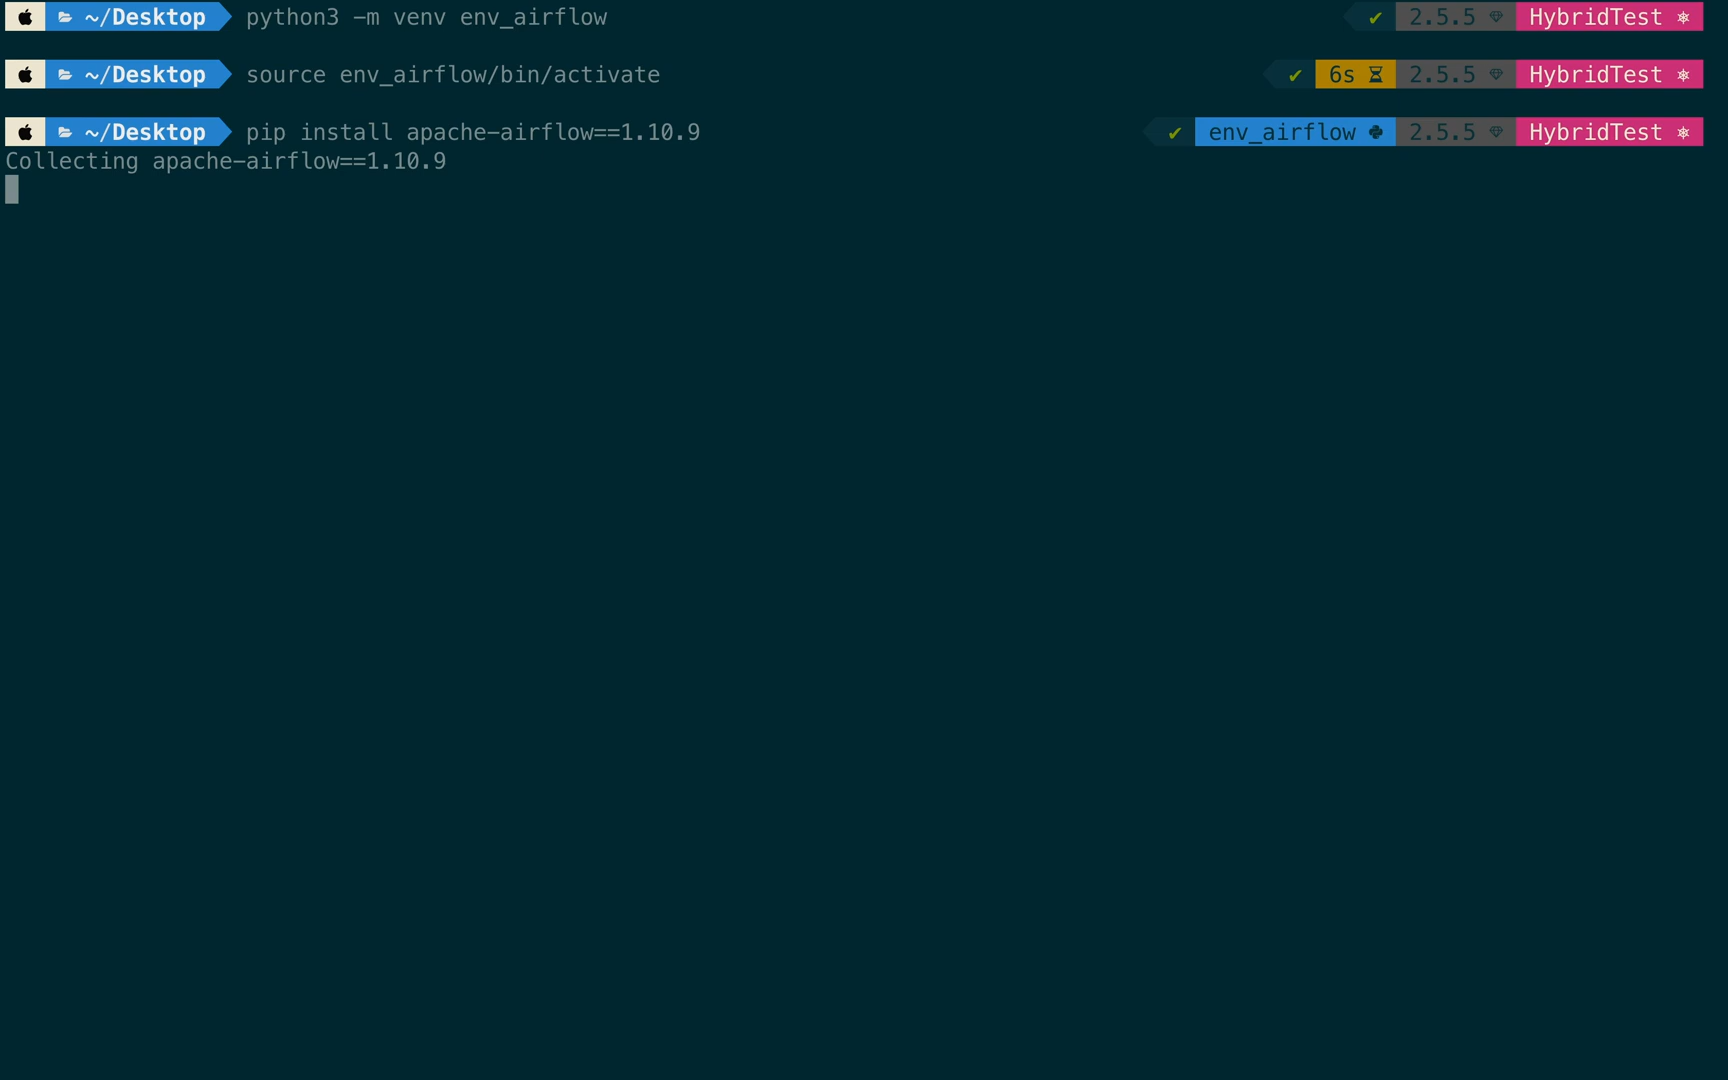 ~/Desktop python3 -m venv env_airflow ✔ 2.5.5 HybridTest
~/Desktop source env_airflow/bin/activate ✔ 6s 2.5.5 HybridTest
~/Desktop pip install apache-airflow==1.10.9 ✔ env_airflow 2.5.5 HybridTest
Collecting apache-airflow==1.10.9